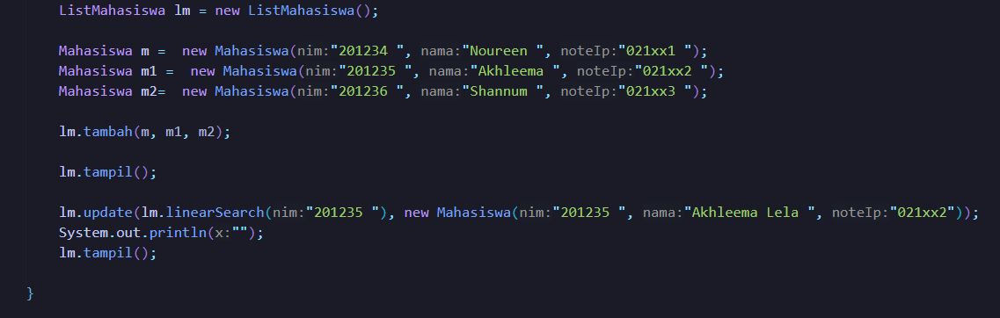 ListMahasiswa lm = new ListMahasiswa();
Mahasiswa m =  new Mahasiswa(nim:"201234 ", nama:"Noureen ", noteIp:"021xx1 ");
Mahasiswa m1 =  new Mahasiswa(nim:"201235 ", nama:"Akhleema ", noteIp:"021xx2 ");
Mahasiswa m2=  new Mahasiswa(nim:"201236 ", nama:"Shannum ", noteIp:"021xx3 ");
lm.tambah(m, m1, m2);
lm.tampil();
lm.update(lm.linearSearch(nim:"201235 "), new Mahasiswa(nim:"201235 ", nama:"Akhleema Lela ", noteIp:"021xx2"));
System.out.println(x:"");
lm.tampil();
}